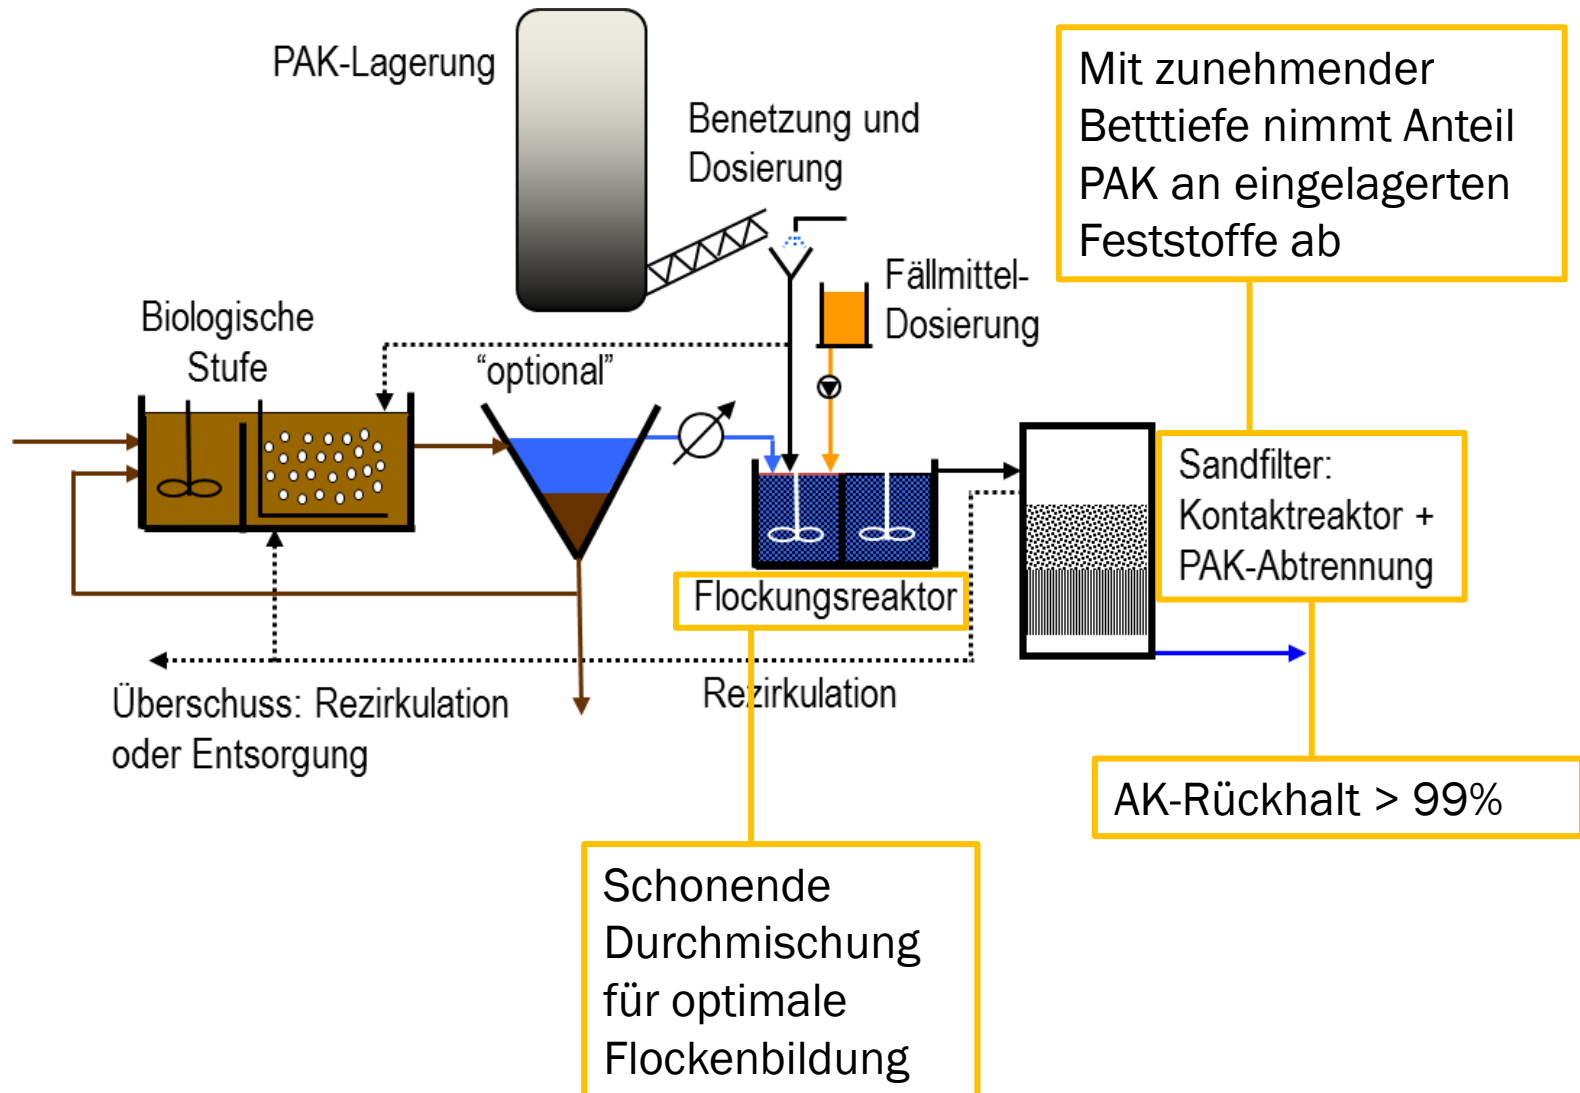 PAK-Lagerung
Benetzung und
Dosierung
Mit zunehmender
Betttiefe nimmt Anteil
PAK an eingelagerten
Feststoffe ab
Fällmittel-
Dosierung
Biologische
Stufe
“optional”
Sandfilter:
Kontaktreaktor +
PAK-Abtrennung
Flockungsreaktor
Rezirkulation
Überschuss: Rezirkulation
oder Entsorgung
AK-Rückhalt > 99%
Schonende
Durchmischung
für optimale
Flockenbildung